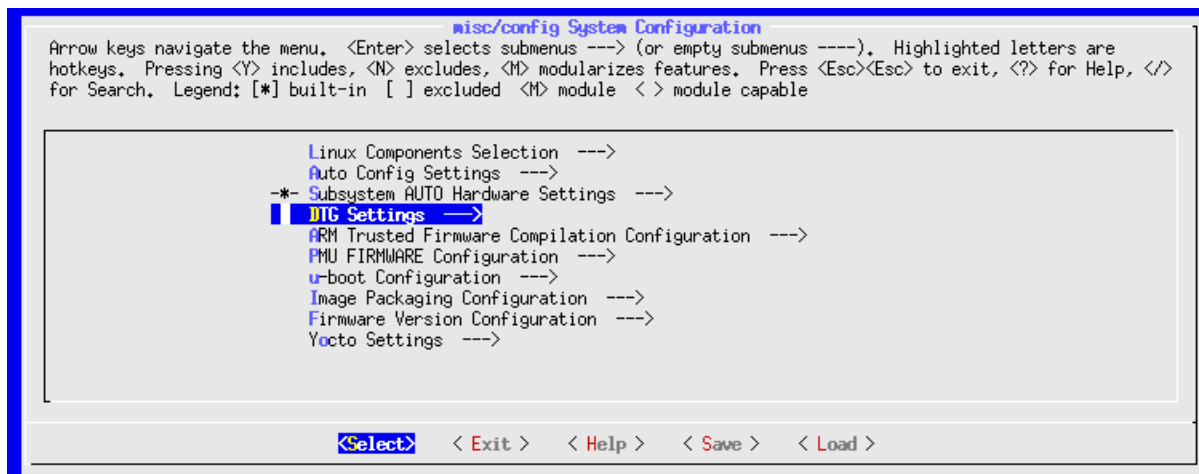 misc/config System Configuration
Arrow keys navigate the menu.  <Enter> selects submenus ---> (or empty submenus ----).  Highlighted letters are
hotkeys.  Pressing <Y> includes, <N> excludes, <M> modularizes features.  Press <Esc><Esc> to exit, <?> for Help, </>
for Search.  Legend: [*] built-in  [ ] excluded  <M> module  < > module capable
Linux Components Selection  --->
Auto Config Settings  --->
-*- Subsystem AUTO Hardware Settings  --->
DTG Settings  --->
ARM Trusted Firmware Compilation Configuration  --->
PMU FIRMWARE Configuration  --->
u-boot Configuration  --->
Image Packaging Configuration  --->
Firmware Version Configuration  --->
Yocto Settings  --->
<Select>    < Exit >    < Help >    < Save >    < Load >